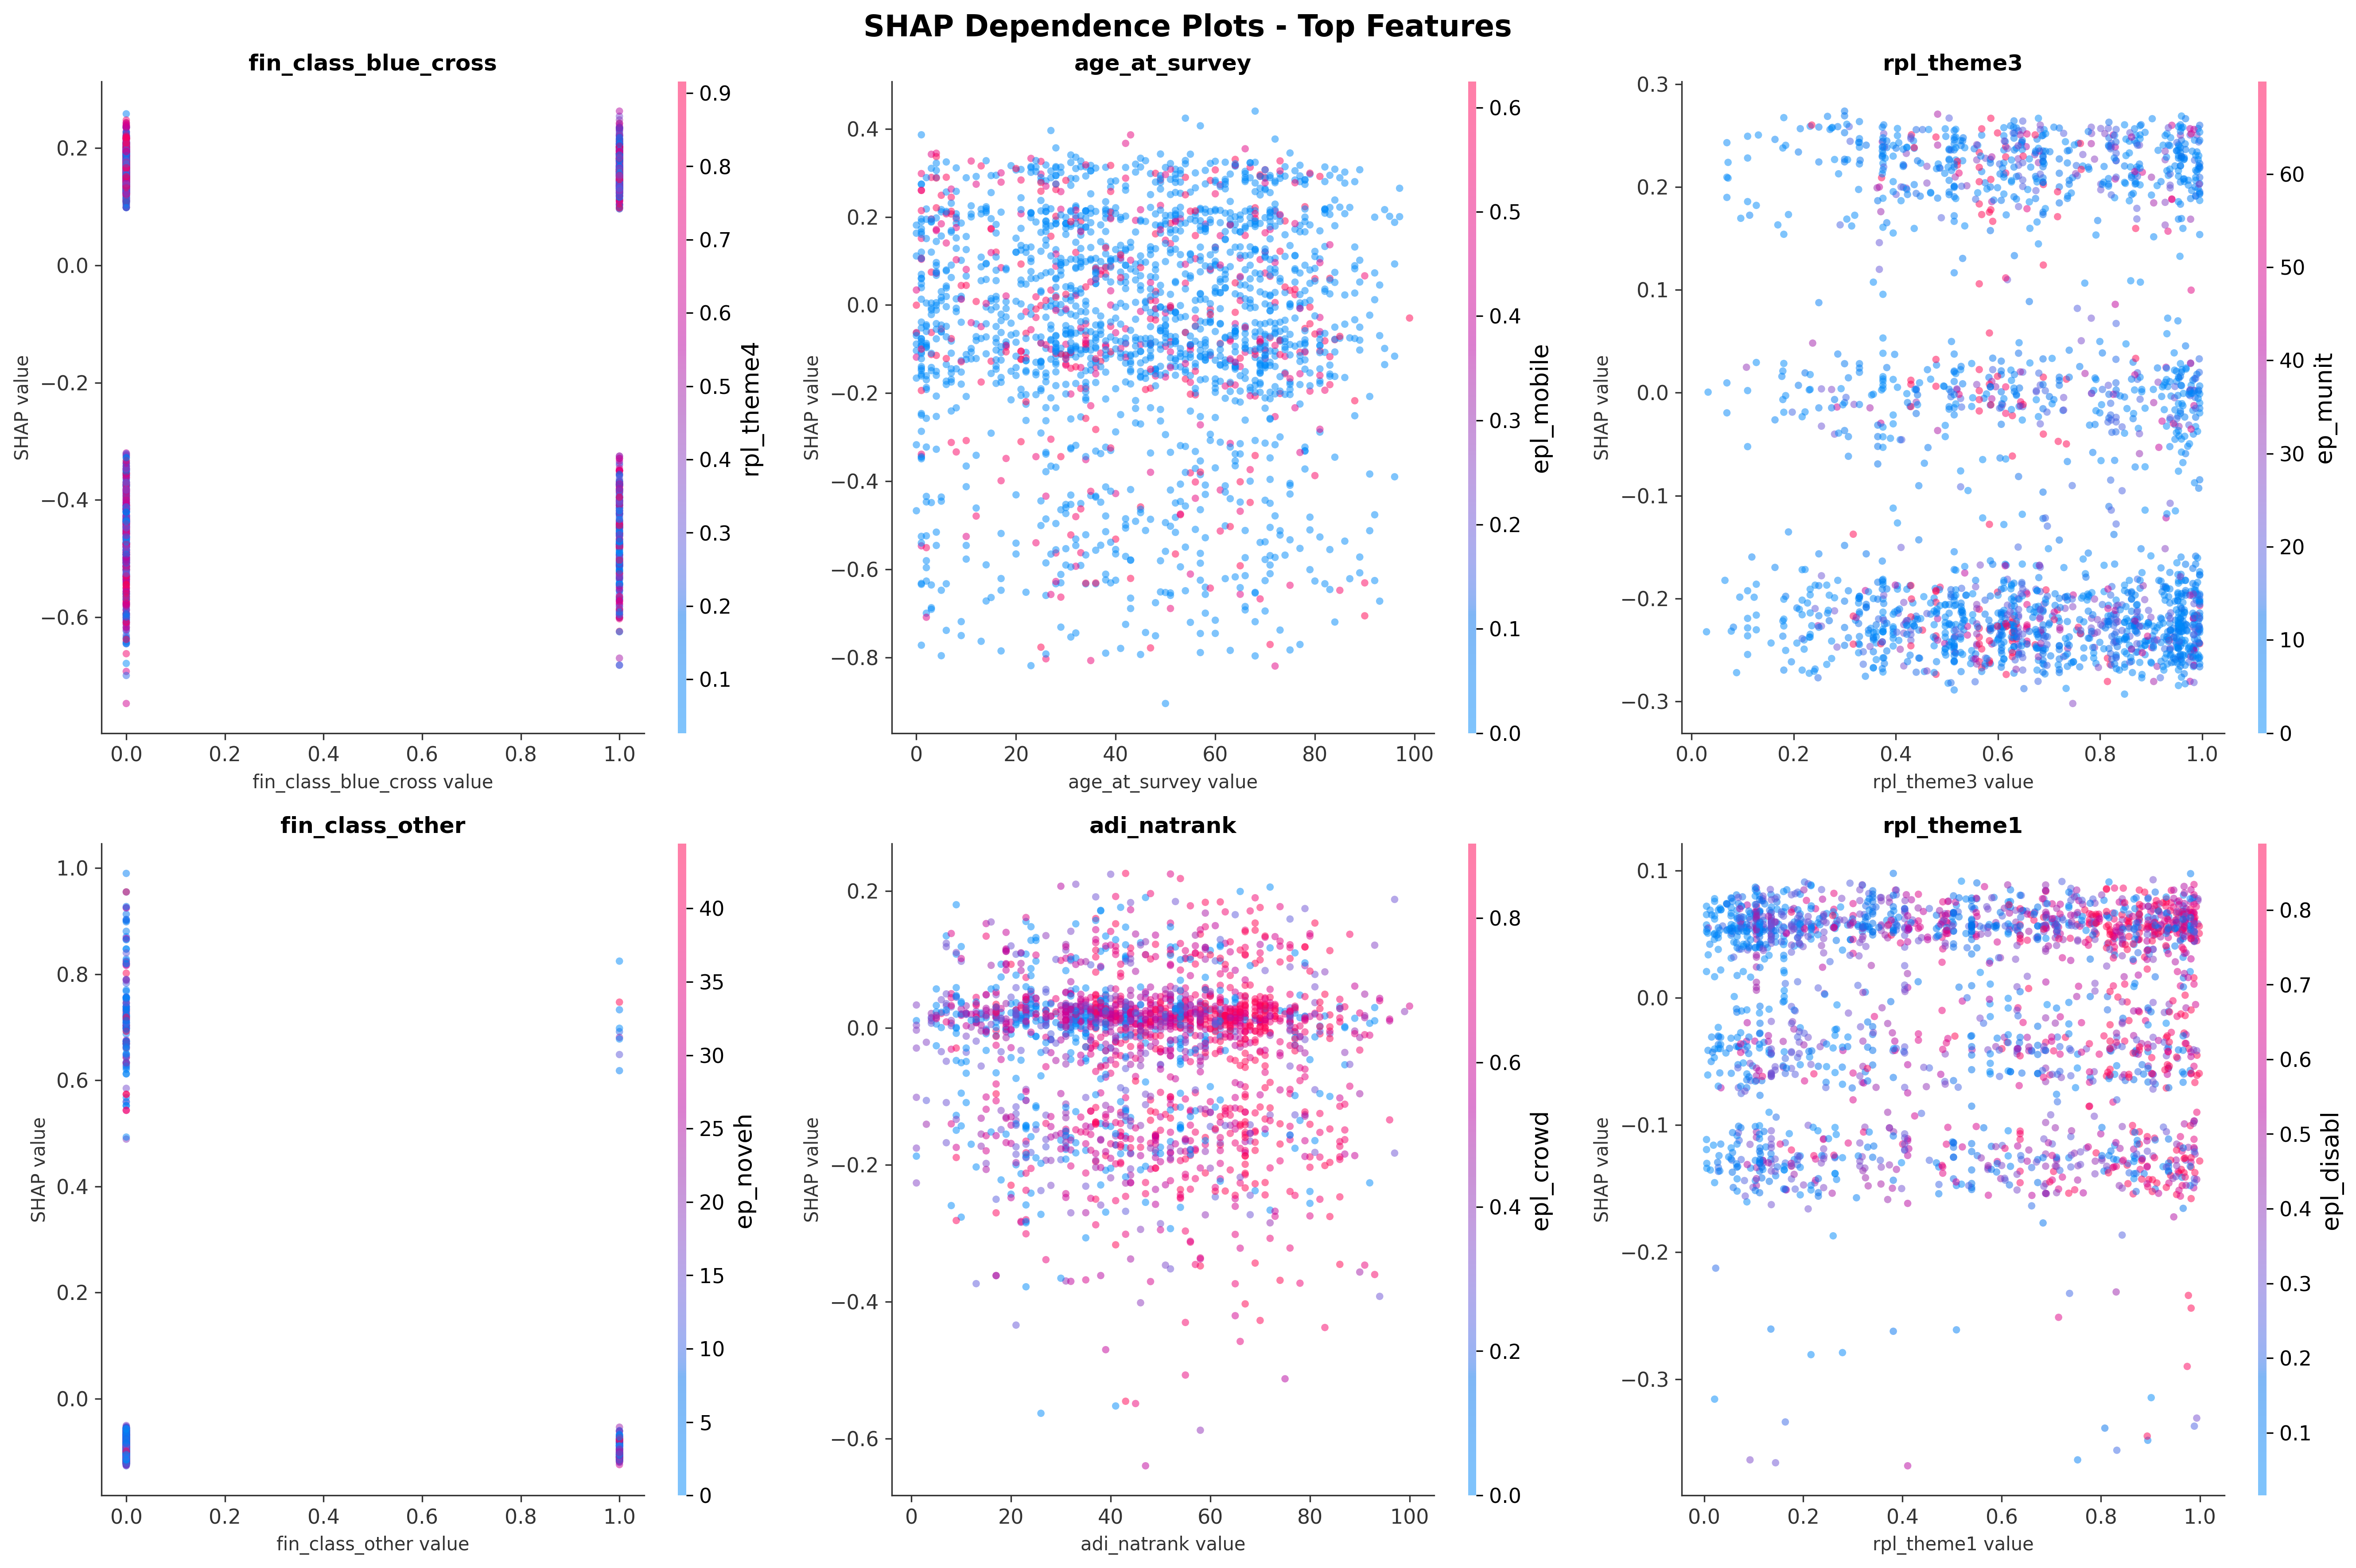 SHAP Dependence Plots - Top Features
fin_class_blue_cross
0.2
0.0
−0.2
−0.4
−0.6
SHAP value
0.0 0.2 0.4 0.6 0.8 1.0
fin_class_blue_cross value
0.9
0.8
0.7
0.6
0.5
0.4
0.3
0.2
0.1
rpl_theme4
age_at_survey
0.4
0.2
0.0
−0.2
−0.4
−0.6
−0.8
SHAP value
0 20 40 60 80 100
age_at_survey value
0.6
0.5
0.4
0.3
0.2
0.1
0.0
epl_mobile
rpl_theme3
0.3
0.2
0.1
0.0
−0.1
−0.2
−0.3
SHAP value
0.0 0.2 0.4 0.6 0.8 1.0
rpl_theme3 value
60
50
40
30
20
10
0
ep_munit
fin_class_other
1.0
0.8
0.6
0.4
0.2
0.0
SHAP value
0.0 0.2 0.4 0.6 0.8 1.0
fin_class_other value
40
35
30
25
20
15
10
5
0
ep_noveh
adi_natrank
0.2
0.0
−0.2
−0.4
−0.6
SHAP value
0 20 40 60 80 100
adi_natrank value
0.8
0.6
0.4
0.2
0.0
epl_crowd
rpl_theme1
0.1
0.0
−0.1
−0.2
−0.3
SHAP value
0.0 0.2 0.4 0.6 0.8 1.0
rpl_theme1 value
0.8
0.7
0.6
0.5
0.4
0.3
0.2
0.1
epl_disabl